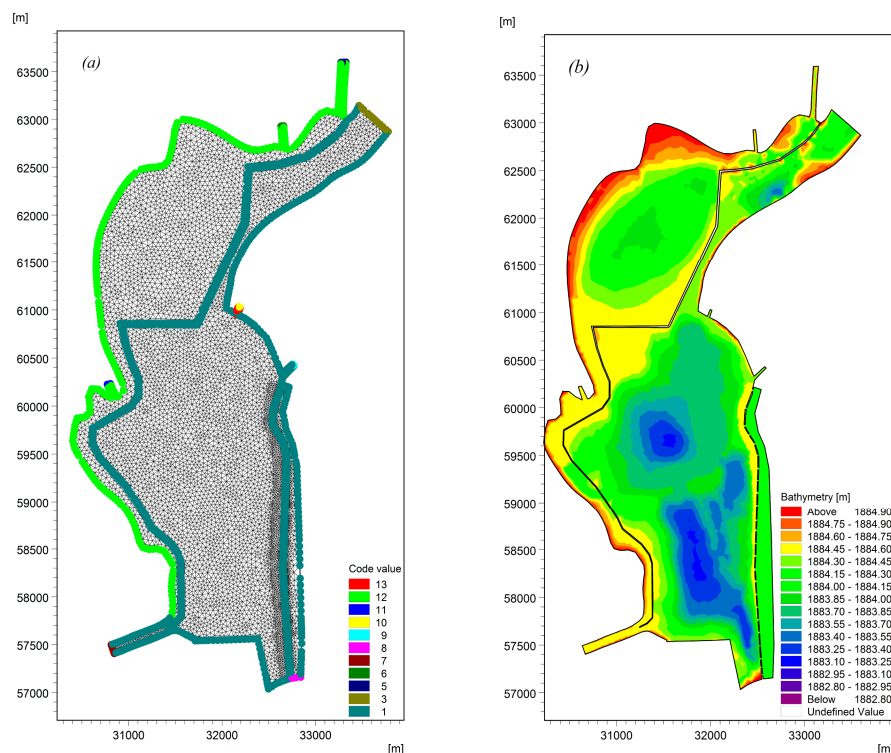 [m]
(a)
63500
63000
62500
62000
61500
61000
60500
60000
59500
59000
58500
58000
57500
57000
31000 32000 33000
[m]
Code value
13
12
11
10
9
8
7
6
5
3
1
[m]
(b)
63500
63000
62500
62000
61500
61000
60500
60000
59500
59000
58500
58000
57500
57000
31000 32000 33000
[m]
Bathymetry [m]
Above 1884.90
1884.75 - 1884.90
1884.60 - 1884.75
1884.45 - 1884.60
1884.30 - 1884.45
1884.15 - 1884.30
1884.00 - 1884.15
1883.85 - 1884.00
1883.70 - 1883.85
1883.55 - 1883.70
1883.40 - 1883.55
1883.25 - 1883.40
1883.10 - 1883.25
1882.95 - 1883.10
1882.80 - 1882.95
Below 1882.80
Undefined Value